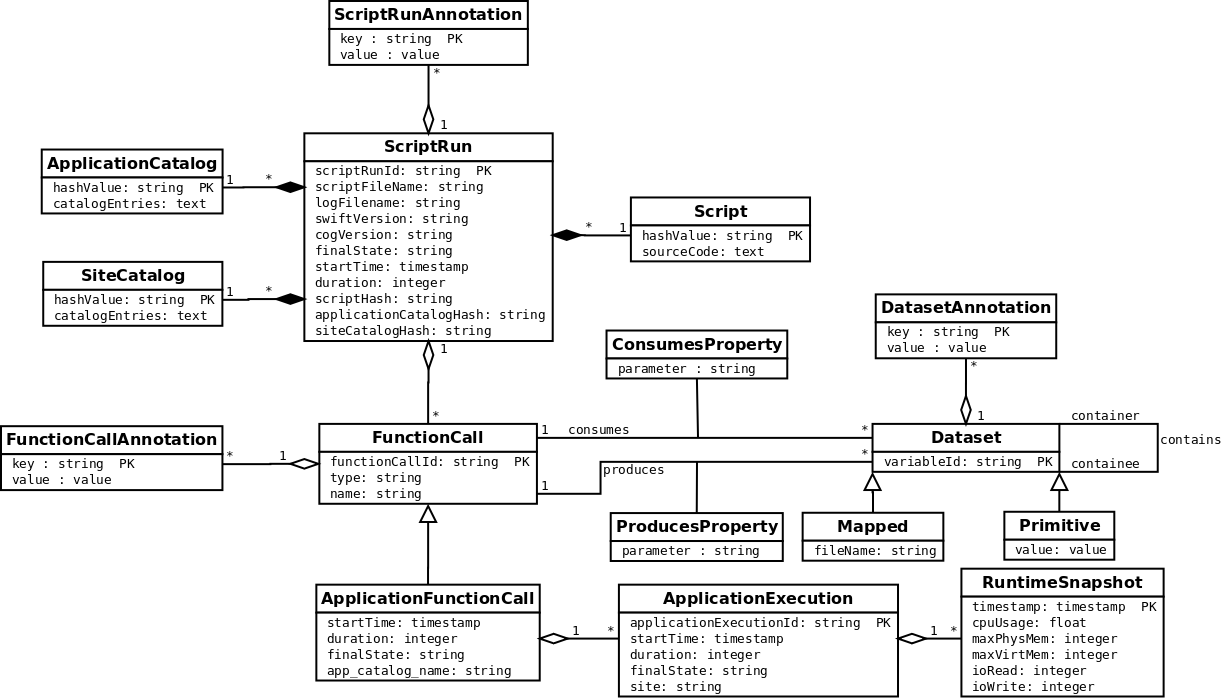 ScriptRunAnnotation
key : string  PK
value : value
*
1
ApplicationCatalog
hashValue: string  PK
catalogEntries: text
1
*
ScriptRun
scriptRunId: string  PK
scriptFileName: string
logFilename: string
swiftVersion: string
cogVersion: string
finalState: string
startTime: timestamp
duration: integer
scriptHash: string
applicationCatalogHash: string
siteCatalogHash: string
*
1
Script
hashValue: string  PK
sourceCode: text
SiteCatalog
hashValue: string  PK
catalogEntries: text
1
*
1
*
ConsumesProperty
parameter : string
DatasetAnnotation
key : string  PK
value : value
*
1
FunctionCallAnnotation
key : string  PK
value : value
*
1
FunctionCall
functionCallId: string  PK
type: string
name: string
1
consumes
*
1
produces
*
Dataset
variableId: string  PK
container
contains
containee
ProducesProperty
parameter : string
Mapped
fileName: string
Primitive
value: value
ApplicationFunctionCall
startTime: timestamp
duration: integer
finalState: string
app_catalog_name: string
1
*
ApplicationExecution
applicationExecutionId: string  PK
startTime: timestamp
duration: integer
finalState: string
site: string
1
*
RuntimeSnapshot
timestamp: timestamp  PK
cpuUsage: float
maxPhysMem: integer
maxVirtMem: integer
ioRead: integer
ioWrite: integer